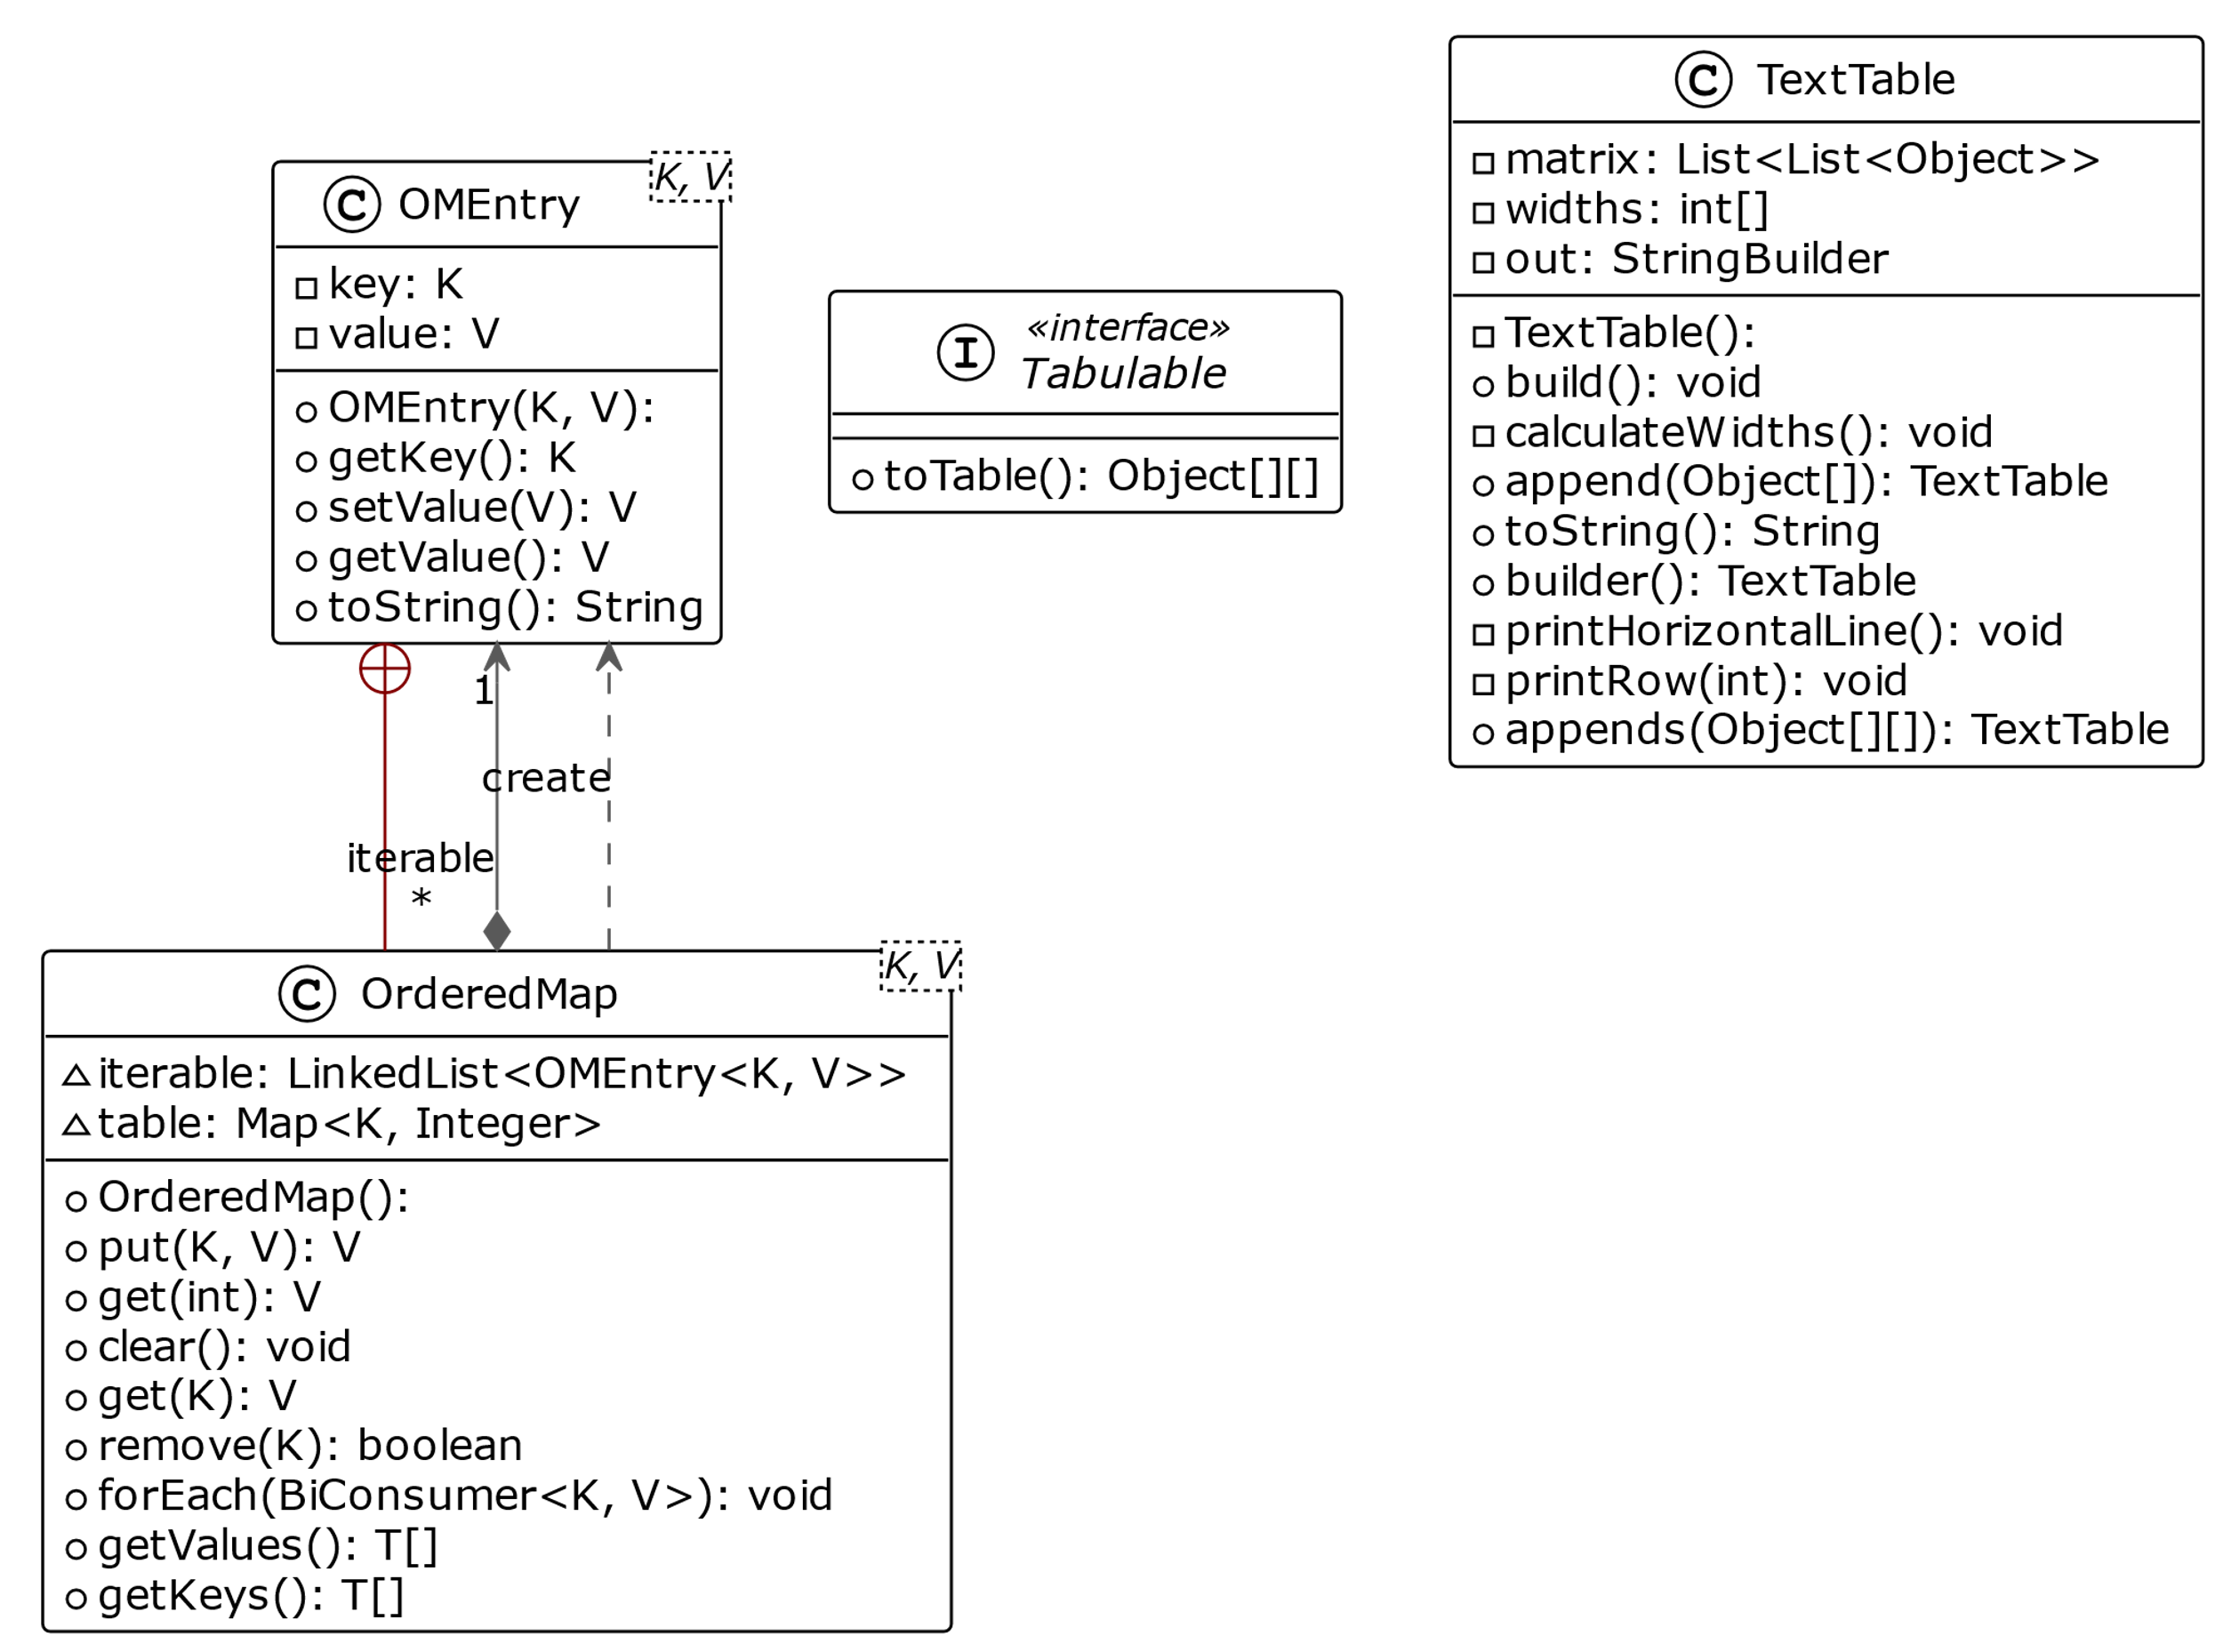 C OMEntry
K, V
key: K
value: V
OMEntry(K, V):
getKey(): K
setValue(V): V
getValue(): V
toString(): String
I «interface»
Tabulable
toTable(): Object[][]
C TextTable
matrix: List<List<Object>>
widths: int[]
out: StringBuilder
TextTable():
build(): void
calculateWidths(): void
append(Object[]): TextTable
toString(): String
builder(): TextTable
printHorizontalLine(): void
printRow(int): void
appends(Object[][]): TextTable
1
create
iterable
*
C OrderedMap
K, V
iterable: LinkedList<OMEntry<K, V>>
table: Map<K, Integer>
OrderedMap():
put(K, V): V
get(int): V
clear(): void
get(K): V
remove(K): boolean
forEach(BiConsumer<K, V>): void
getValues(): T[]
getKeys(): T[]